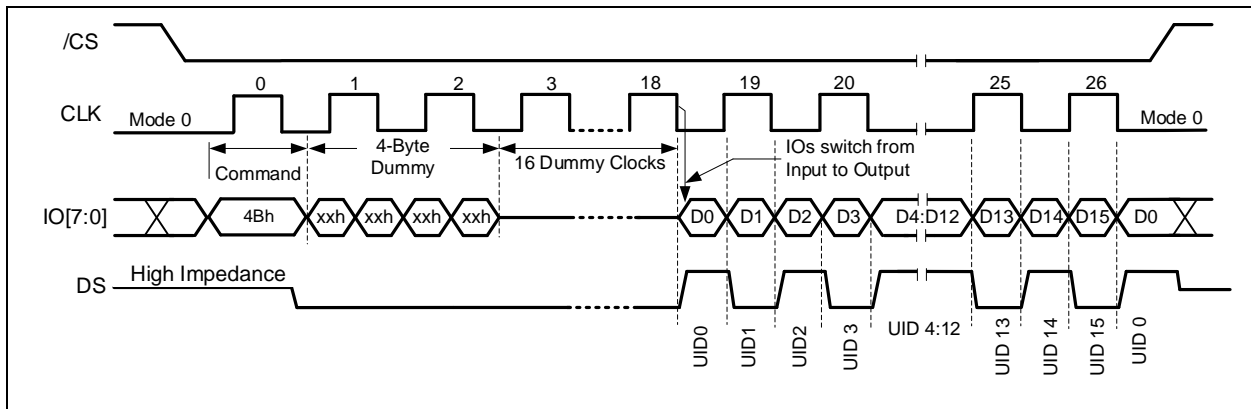 /CS
0 1 2 3 18 19 20 25 26
CLK
Mode 0
Mode 0
Command
4-Byte
Dummy
16 Dummy Clocks
IOs switch from
Input to Output
IO[7:0]
4Bh xxh xxh xxh xxh D0 D1 D2 D3 D4:D12 D13 D14 D15 D0
High Impedance
DS
UID0 UID1 UID2 UID 3 UID 4:12 UID 13 UID 14 UID 15 UID 0